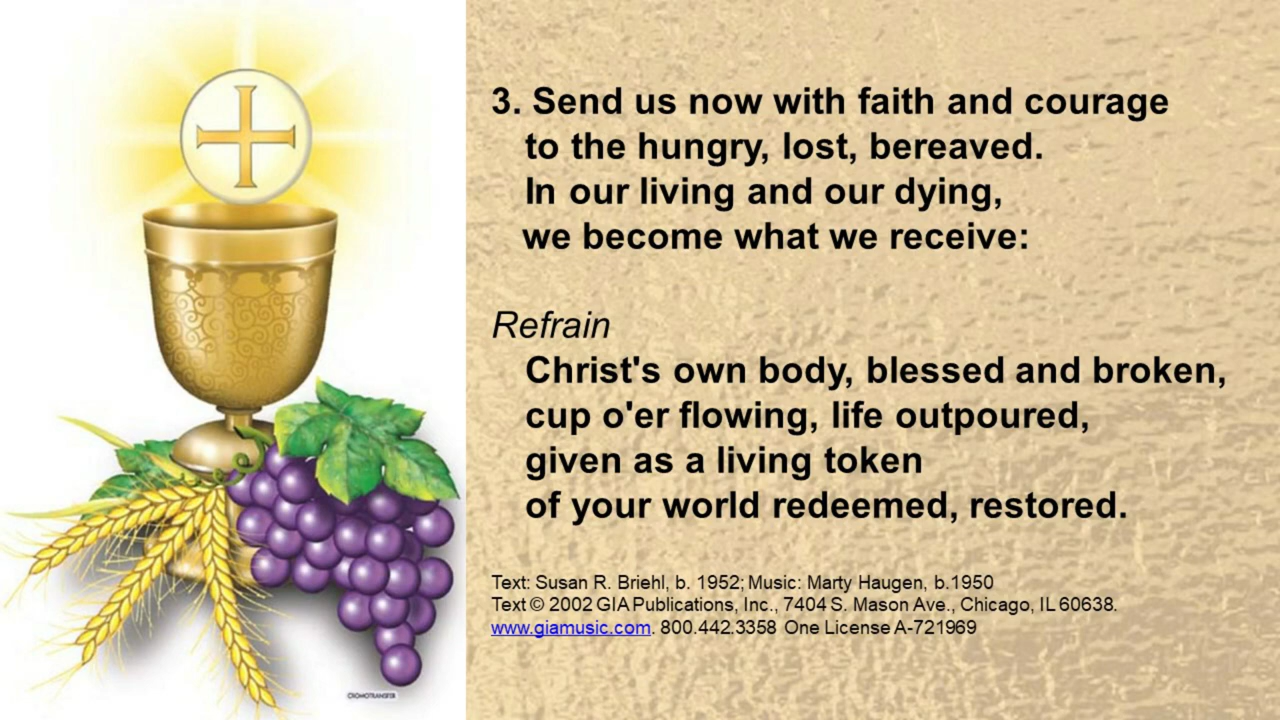 3. Send us now with faith and courage
to the hungry, lost, bereaved.
In our living and our dying,
we become what we receive:
Refrain
Christ's own body, blessed and broken,
cup o'er flowing, life outpoured,
given as a living token
of your world redeemed, restored.
Text: Susan R. Briehl, b. 1952; Music: Marty Haugen, b.1950
Text © 2002 GIA Publications, Inc., 7404 S. Mason Ave., Chicago, IL 60638.
www.giamusic.com. 800.442.3358 One License A-721969
CROMOTRANSFER